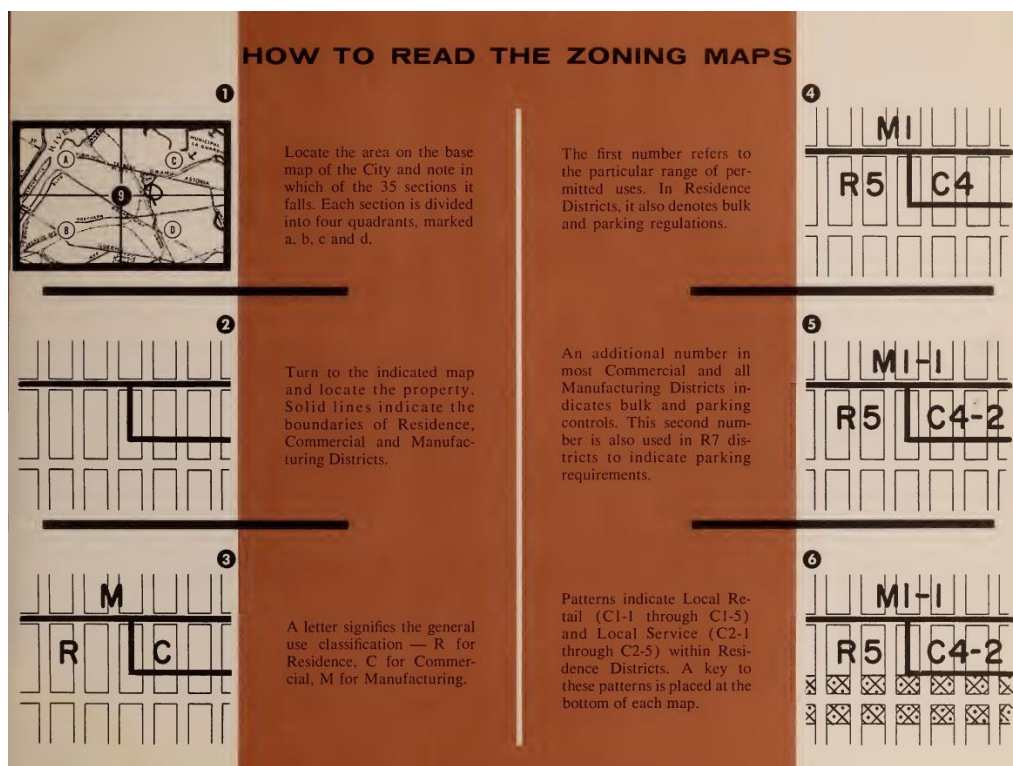 HOW TO READ THE ZONING MAPS
1
RIVER
MUNICIPAL
LA GUARD
A
C
GRAND
ASTORIA
9
B
NORTHERN
D
Locate the area on the base
map of the City and note in
which of the 35 sections it
falls. Each section is divided
into four quadrants, marked
a, b, c and d.
2
Turn to the indicated map
and locate the property.
Solid lines indicate the
boundaries of Residence,
Commercial and Manufac-
turing Districts.
3
M
R C
A letter signifies the general
use classification — R for
Residence, C for Commer-
cial, M for Manufacturing.
The first number refers to
the particular range of per-
mitted uses. In Residence
Districts, it also denotes bulk
and parking regulations.
4
M1
R5 C4
An additional number in
most Commercial and all
Manufacturing Districts in-
dicates bulk and parking
controls. This second num-
ber is also used in R7 dis-
tricts to indicate parking
requirements.
5
M1-1
R5 C4-2
Patterns indicate Local Re-
tail (C1-1 through C1-5)
and Local Service (C2-1
through C2-5) within Resi-
dence Districts. A key to
these patterns is placed at the
bottom of each map.
6
M1-1
R5 C4-2